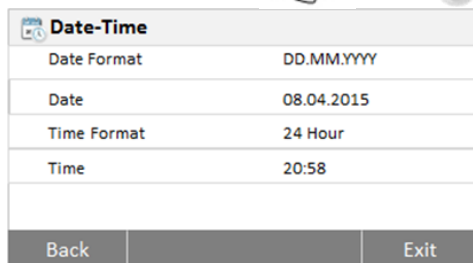 Date-Time
Date Format DD.MM.YYYY
Date 08.04.2015
Time Format 24 Hour
Time 20:58
Back Exit